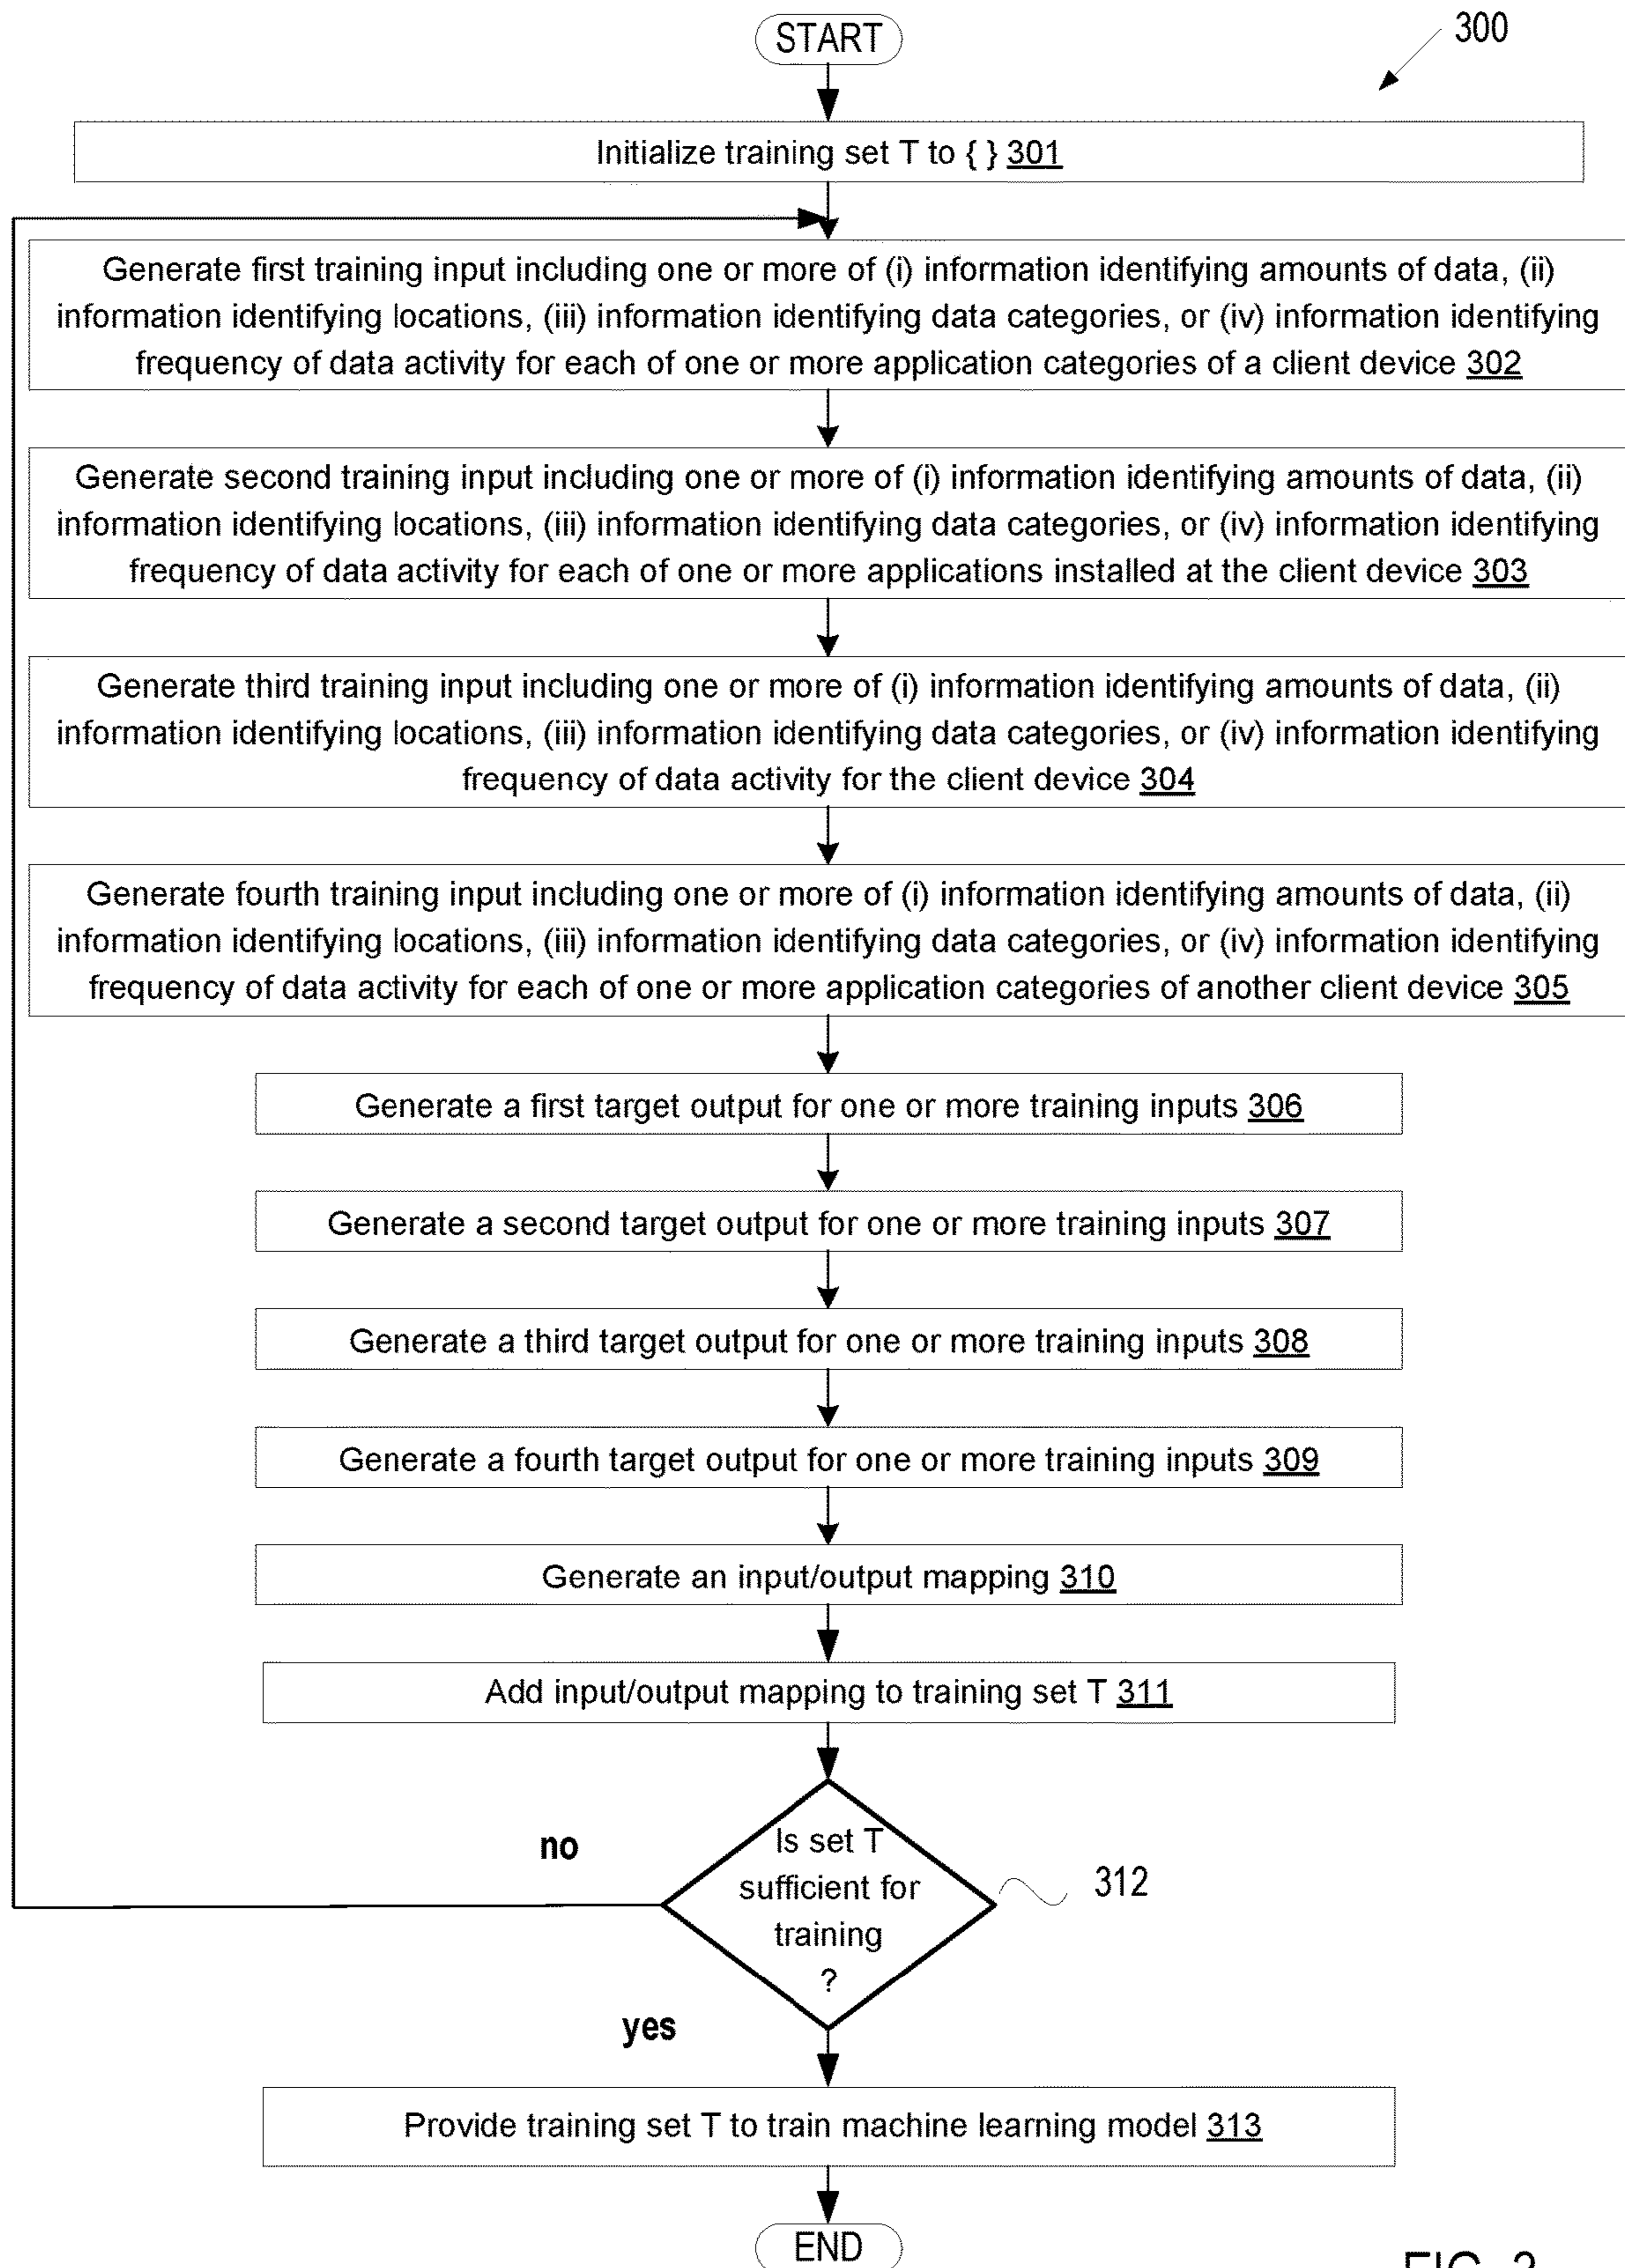 START
300
Initialize training set T to { } 301
Generate first training input including one or more of (i) information identifying amounts of data, (ii)
information identifying locations, (iii) information identifying data categories, or (iv) information identifying
frequency of data activity for each of one or more application categories of a client device 302
Generate second training input including one or more of (i) information identifying amounts of data, (ii)
information identifying locations, (iii) information identifying data categories, or (iv) information identifying
frequency of data activity for each of one or more applications installed at the client device 303
Generate third training input including one or more of (i) information identifying amounts of data, (ii)
information identifying locations, (iii) information identifying data categories, or (iv) information identifying
frequency of data activity for the client device 304
Generate fourth training input including one or more of (i) information identifying amounts of data, (ii)
information identifying locations, (iii) information identifying data categories, or (iv) information identifying
frequency of data activity for each of one or more application categories of another client device 305
Generate a first target output for one or more training inputs 306
Generate a second target output for one or more training inputs 307
Generate a third target output for one or more training inputs 308
Generate a fourth target output for one or more training inputs 309
Generate an input/output mapping 310
Add input/output mapping to training set T 311
no
Is set T
sufficient for
training
?
312
yes
Provide training set T to train machine learning model 313
END